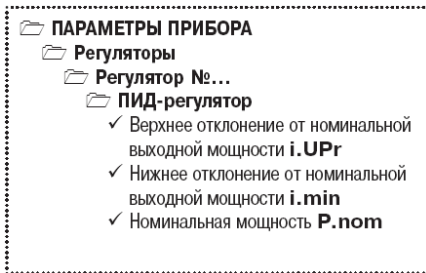 ПАРАМЕТРЫ ПРИБОРА
Регуляторы
Регулятор №...
ПИД-регулятор
✓ Верхнее отклонение от номинальной
выходной мощности i.UPr
✓ Нижнее отклонение от номинальной
выходной мощности i.min
✓ Номинальная мощность P.nom